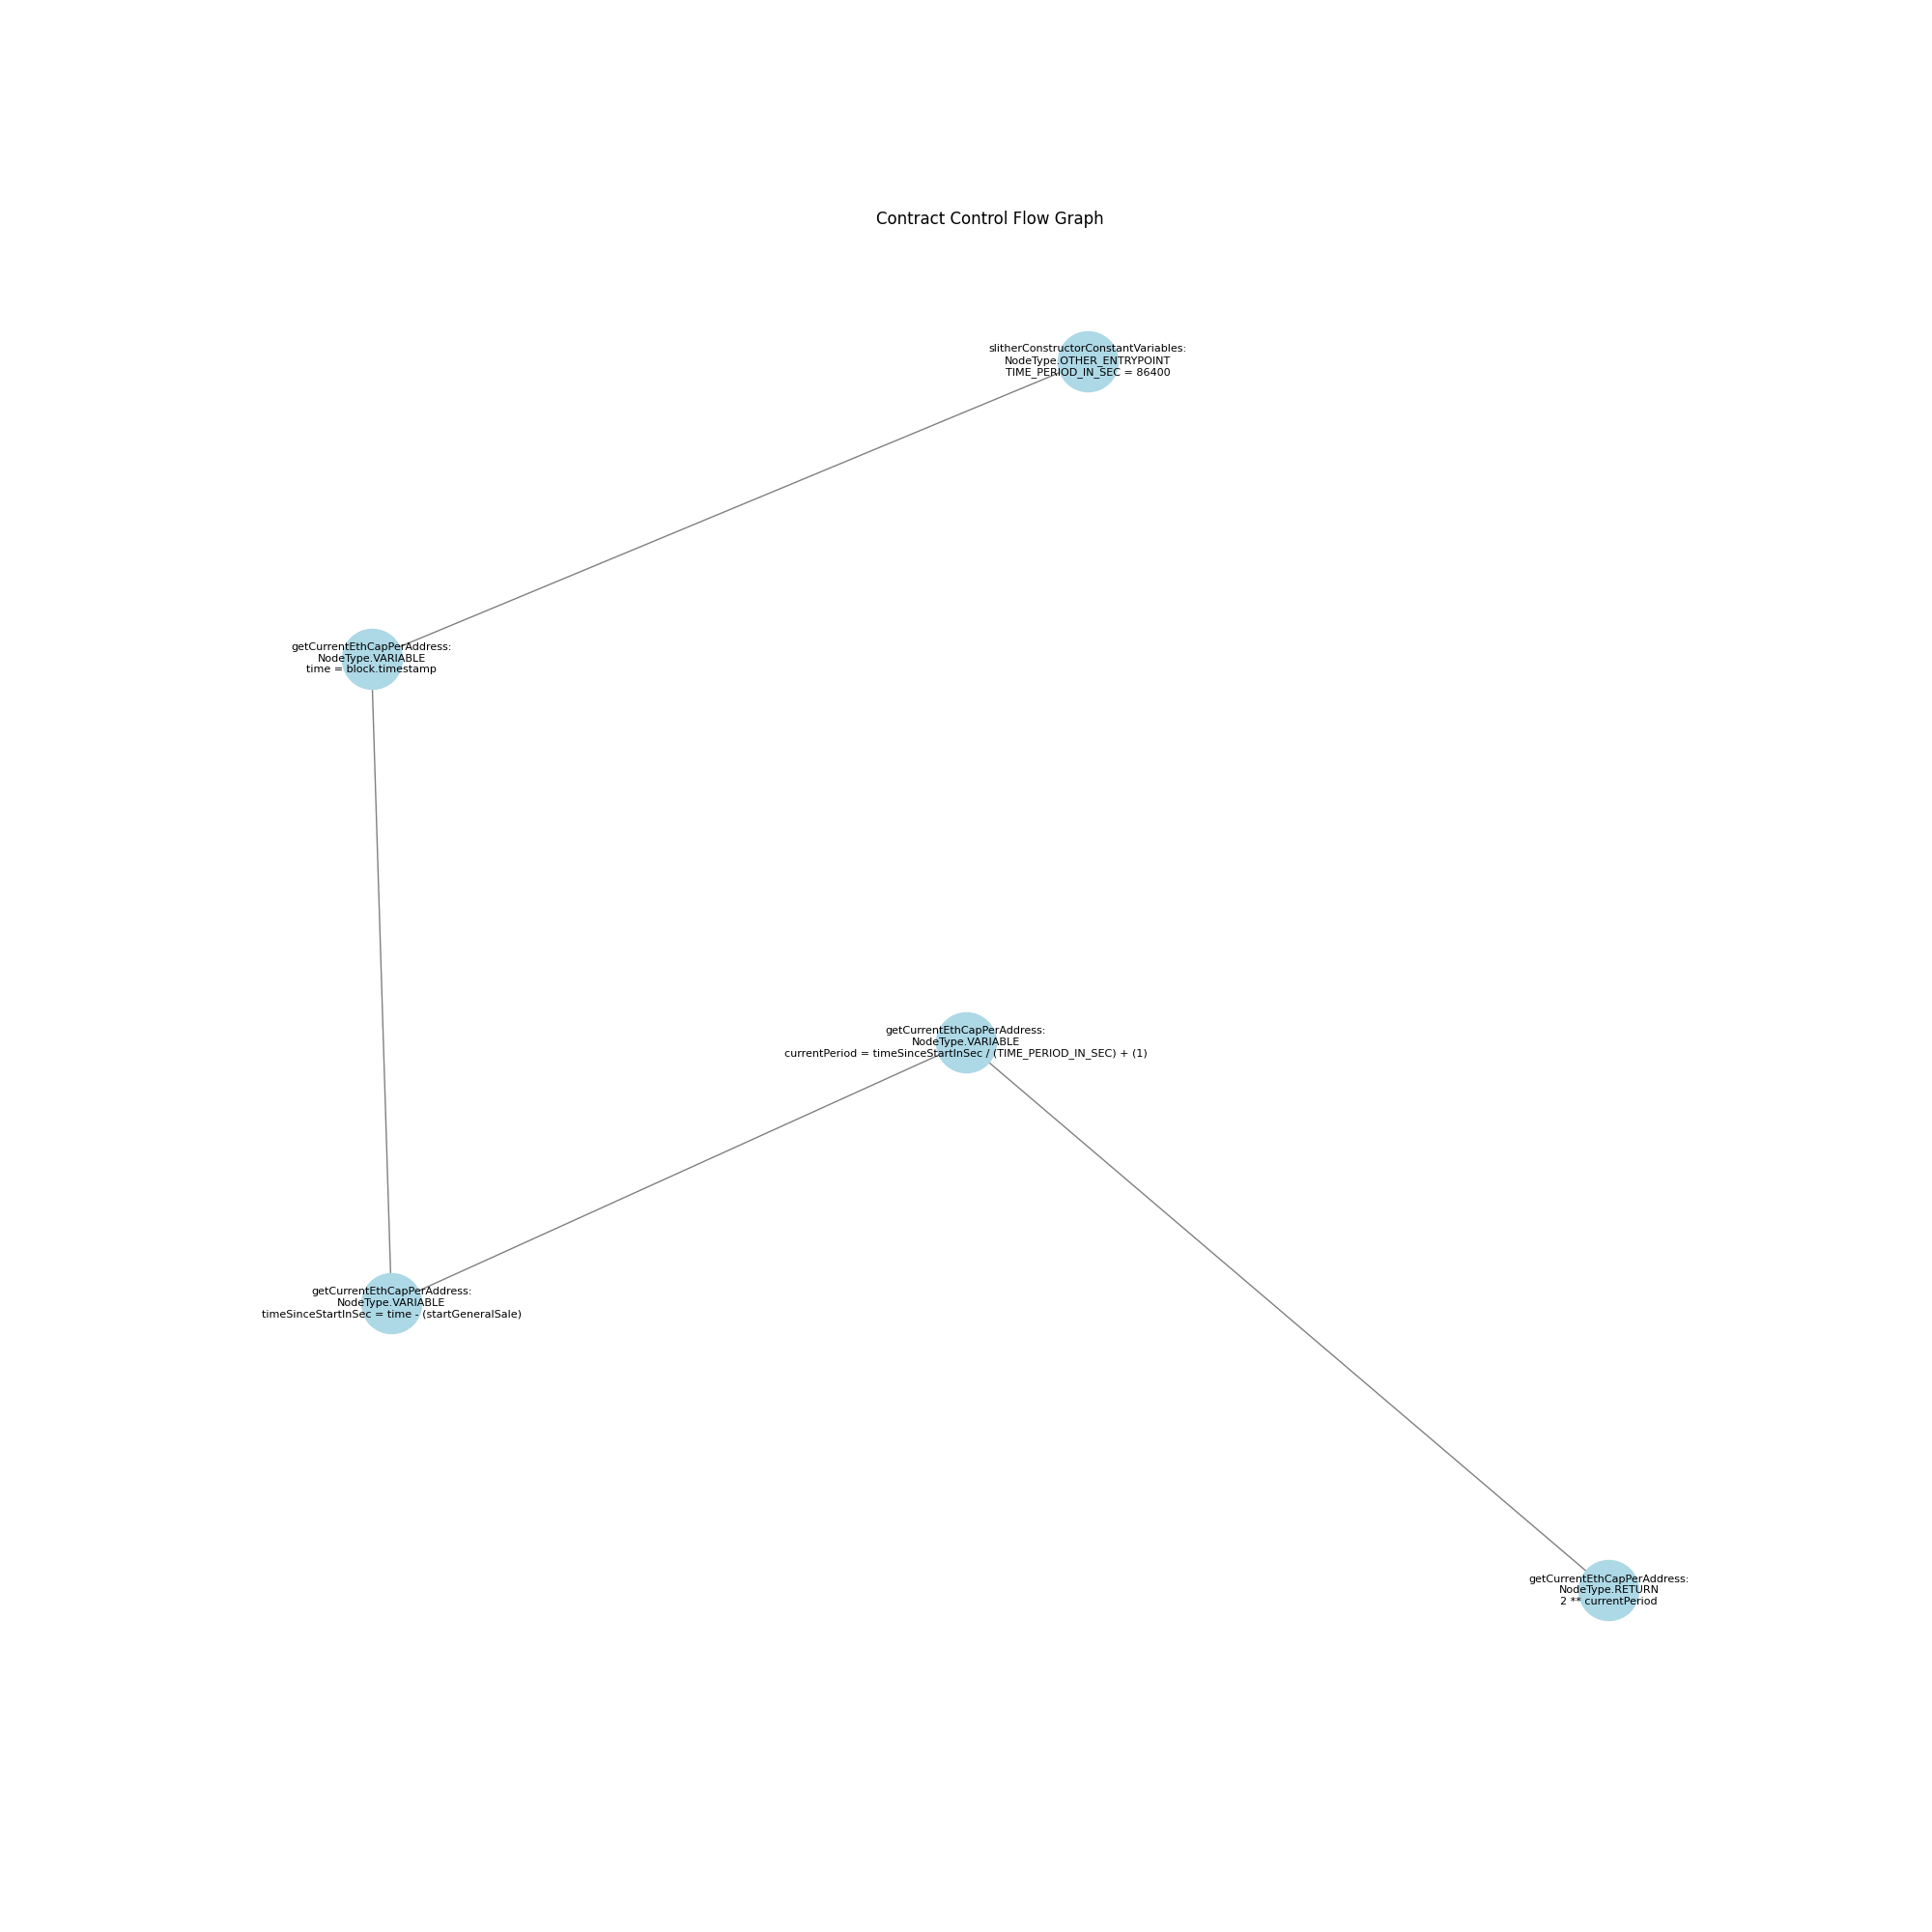 Contract Control Flow Graph
slitherConstructorConstantVariables:
NodeType.OTHER_ENTRYPOINT
TIME_PERIOD_IN_SEC = 86400
getCurrentEthCapPerAddress:
NodeType.VARIABLE
time = block.timestamp
getCurrentEthCapPerAddress:
NodeType.VARIABLE
currentPeriod = timeSinceStartInSec / (TIME_PERIOD_IN_SEC) + (1)
getCurrentEthCapPerAddress:
NodeType.VARIABLE
timeSinceStartInSec = time - (startGeneralSale)
getCurrentEthCapPerAddress:
NodeType.RETURN
2 ** currentPeriod